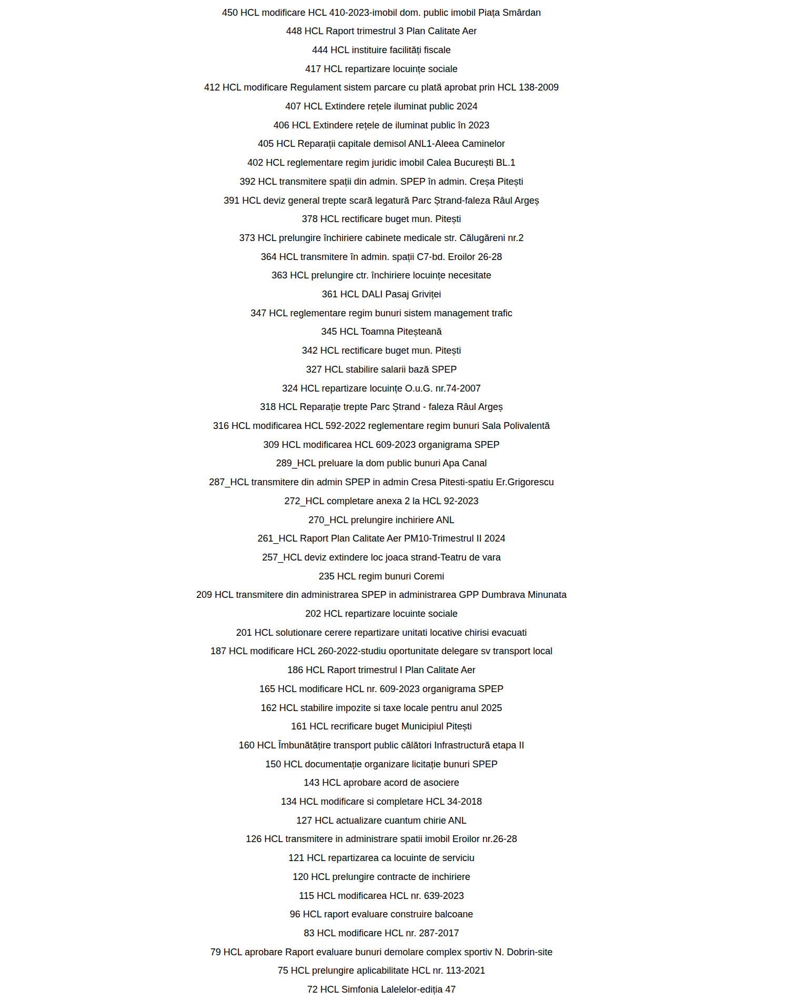 450 HCL modificare HCL 410-2023-imobil dom. public imobil Piața Smârdan
448 HCL Raport trimestrul 3 Plan Calitate Aer
444 HCL instituire facilități fiscale
417 HCL repartizare locuințe sociale
412 HCL modificare Regulament sistem parcare cu plată aprobat prin HCL 138-2009
407 HCL Extindere rețele iluminat public 2024
406 HCL Extindere rețele de iluminat public în 2023
405 HCL Reparații capitale demisol ANL1-Aleea Caminelor
402 HCL reglementare regim juridic imobil Calea București BL.1
392 HCL transmitere spații din admin. SPEP în admin. Creșa Pitești
391 HCL deviz general trepte scară legatură Parc Ștrand-faleza Râul Argeș
378 HCL rectificare buget mun. Pitești
373 HCL prelungire închiriere cabinete medicale str. Călugăreni nr.2
364 HCL transmitere în admin. spații C7-bd. Eroilor 26-28
363 HCL prelungire ctr. închiriere locuințe necesitate
361 HCL DALI Pasaj Griviței
347 HCL reglementare regim bunuri sistem management trafic
345 HCL Toamna Piteșteană
342 HCL rectificare buget mun. Pitești
327 HCL stabilire salarii bază SPEP
324 HCL repartizare locuințe O.u.G. nr.74-2007
318 HCL Reparație trepte Parc Ștrand - faleza Râul Argeș
316 HCL modificarea HCL 592-2022 reglementare regim bunuri Sala Polivalentă
309 HCL modificarea HCL 609-2023 organigrama SPEP
289_HCL preluare la dom public bunuri Apa Canal
287_HCL transmitere din admin SPEP in admin Cresa Pitesti-spatiu Er.Grigorescu
272_HCL completare anexa 2 la HCL 92-2023
270_HCL prelungire inchiriere ANL
261_HCL Raport Plan Calitate Aer PM10-Trimestrul II 2024
257_HCL deviz extindere loc joaca strand-Teatru de vara
235 HCL regim bunuri Coremi
209 HCL transmitere din administrarea SPEP in administrarea GPP Dumbrava Minunata
202 HCL repartizare locuinte sociale
201 HCL solutionare cerere repartizare unitati locative chirisi evacuati
187 HCL modificare HCL 260-2022-studiu oportunitate delegare sv transport local
186 HCL Raport trimestrul I Plan Calitate Aer
165 HCL modificare HCL nr. 609-2023 organigrama SPEP
162 HCL stabilire impozite si taxe locale pentru anul 2025
161 HCL recrificare buget Municipiul Pitești
160 HCL Îmbunătățire transport public călători Infrastructură etapa II
150 HCL documentație organizare licitație bunuri SPEP
143 HCL aprobare acord de asociere
134 HCL modificare si completare HCL 34-2018
127 HCL actualizare cuantum chirie ANL
126 HCL transmitere in administrare spatii imobil Eroilor nr.26-28
121 HCL repartizarea ca locuinte de serviciu
120 HCL prelungire contracte de inchiriere
115 HCL modificarea HCL nr. 639-2023
96 HCL raport evaluare construire balcoane
83 HCL modificare HCL nr. 287-2017
79 HCL aprobare Raport evaluare bunuri demolare complex sportiv N. Dobrin-site
75 HCL prelungire aplicabilitate HCL nr. 113-2021
72 HCL Simfonia Lalelelor-ediția 47